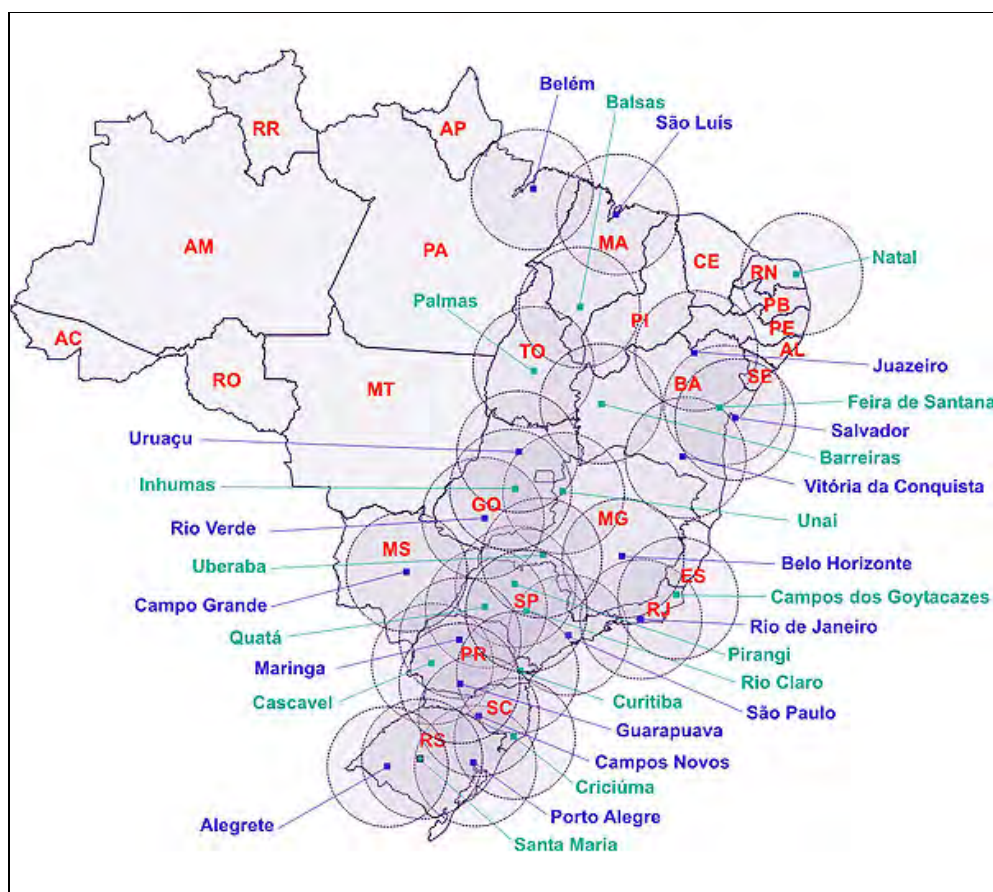 Belém
Balsas
São Luís
RR
AP
AM
PA
MA
CE
RN
Natal
PB
PE
AL
Palmas
PI
TO
AC
RO
MT
BA
SE
Juazeiro
Feira de Santana
Salvador
Barreiras
Uruaçu
Vitória da Conquista
Inhumas
GO
MG
Unai
Rio Verde
MS
Uberaba
Belo Horizonte
ES
Campo Grande
SP
RJ
Campos dos Goytacazes
Quatá
Rio de Janeiro
Maringa
PR
Pirangi
Rio Claro
Cascavel
Curitiba
São Paulo
SC
Guarapuava
RS
Campos Novos
Criciúma
Alegrete
Porto Alegre
Santa Maria